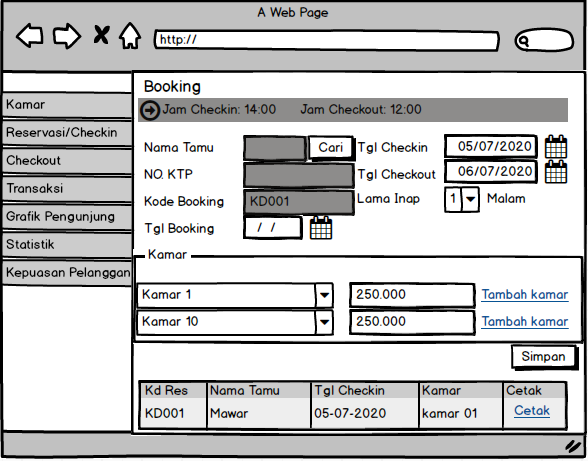 A Web Page
http://
Booking
Jam Checkin: 14:00 Jam Checkout: 12:00
Kamar
Reservasi/Checkin
Checkout
Transaksi
Grafik Pengunjung
Statistik
Kepuasan Pelanggan
Nama Tamu Cari Tgl Checkin 05/07/2020
NO. KTP Tgl Checkout 06/07/2020
Kode Booking KD001 Lama Inap 1 Malam
Tgl Booking / /
Kamar
Kamar 1 250.000 Tambah kamar
Kamar 10 250.000 Tambah kamar
Simpan
Kd Res Nama Tamu Tgl Checkin Kamar Cetak
KD001 Mawar 05-07-2020 kamar 01 Cetak